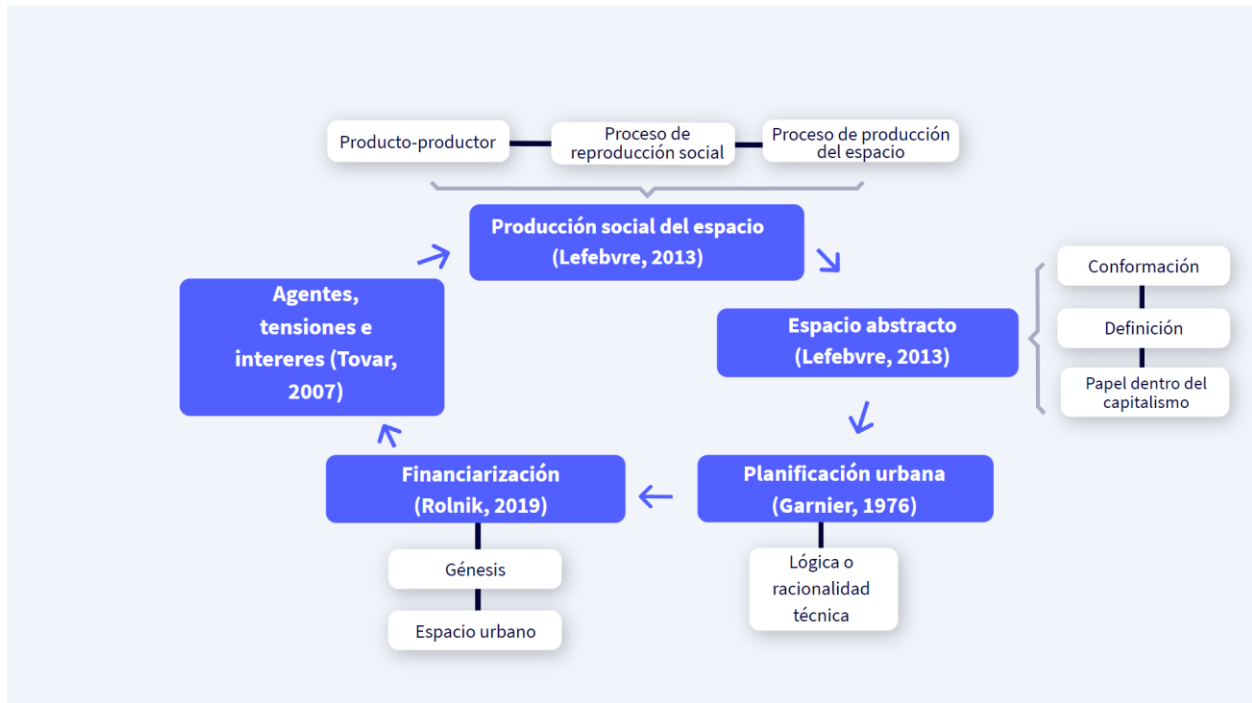 Producto-productor
Proceso de
reproducción social
Proceso de producción
del espacio
Producción social del espacio
(Lefebvre, 2013)
Agentes,
tensiones e
intereres (Tovar,
2007)
Espacio abstracto
(Lefebvre, 2013)
Conformación
Definición
Papel dentro del
capitalismo
Financiarización
(Rolnik, 2019)
Génesis
Espacio urbano
Planificación urbana
(Garnier, 1976)
Lógica o
racionalidad
técnica